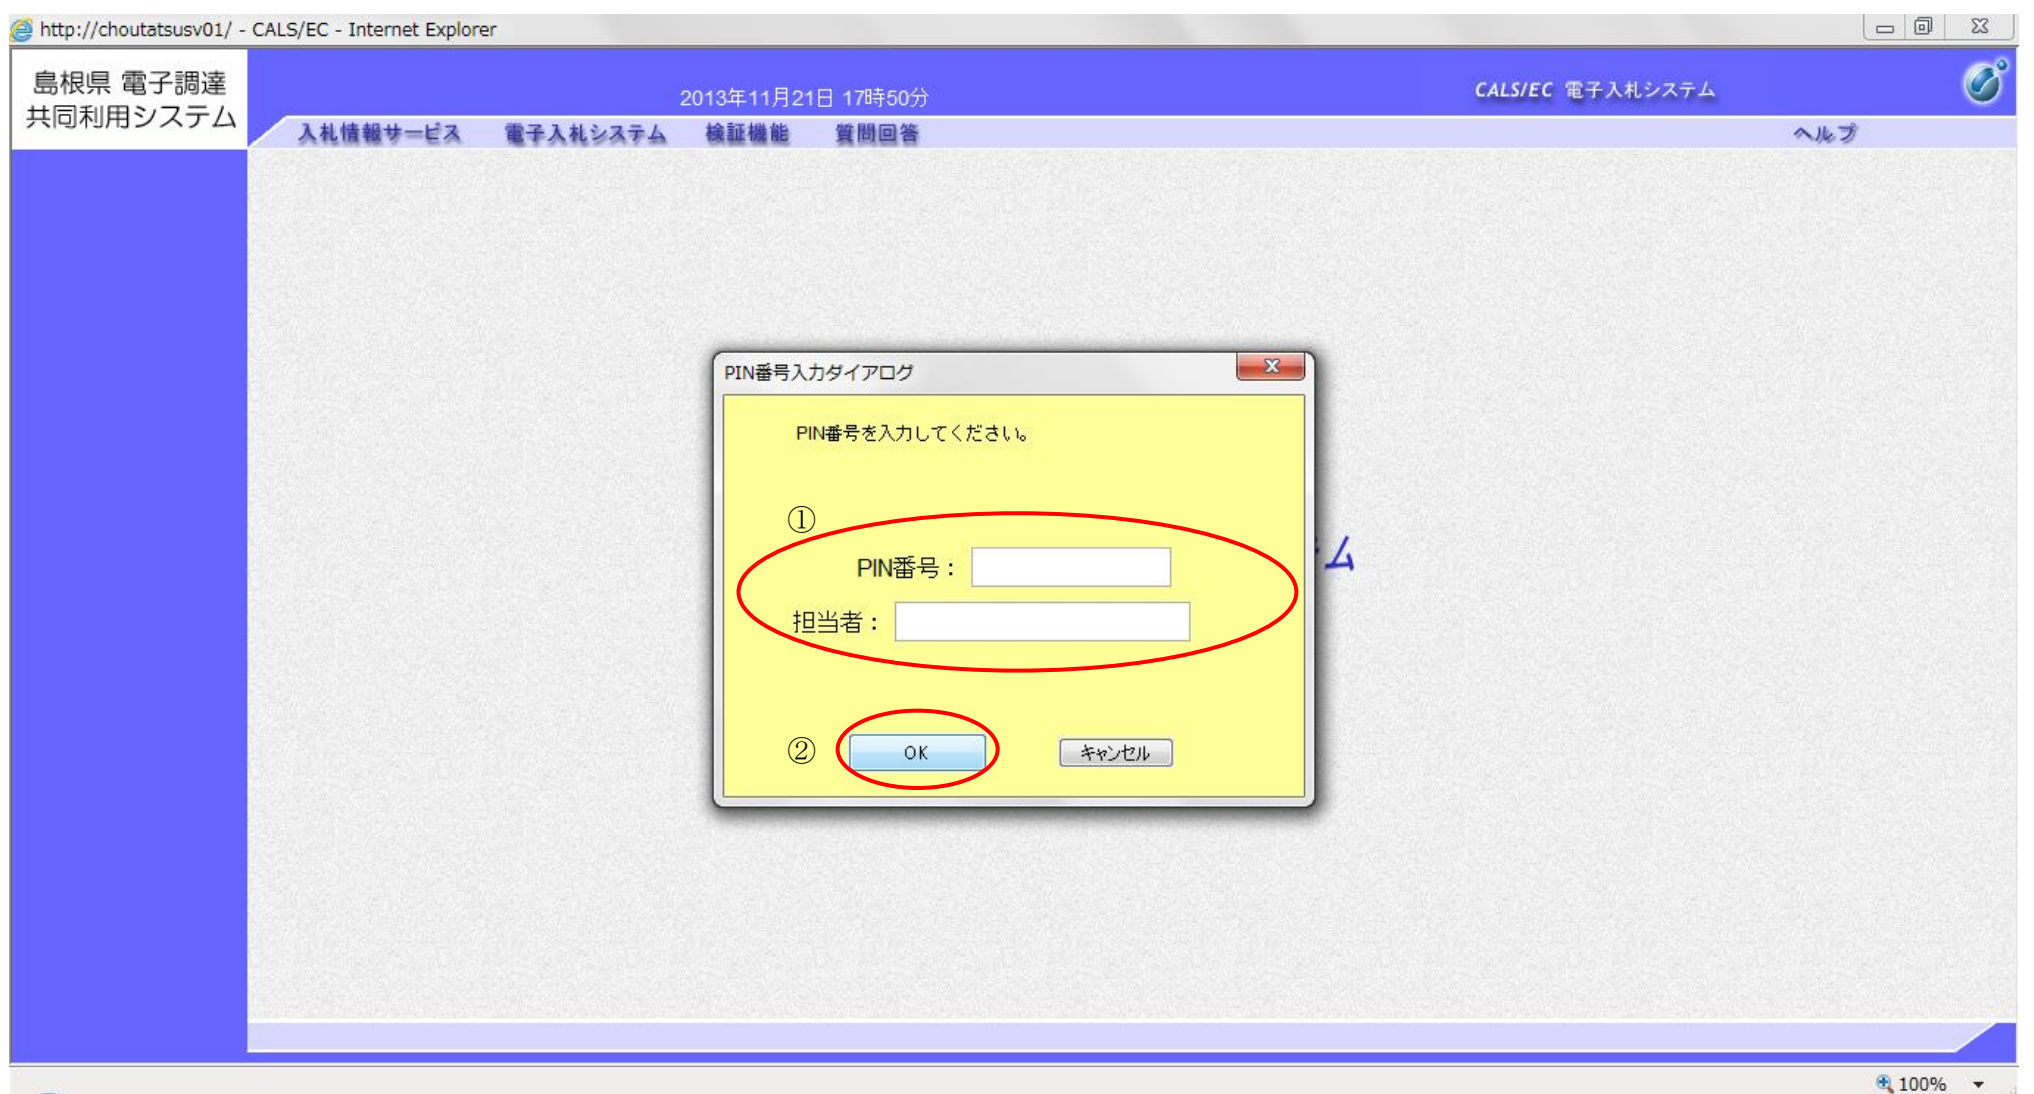 http://choutatsusv01/ - CALS/EC - Internet Explorer
島根県 電子調達
共同利用システム
2013年11月21日 17時50分
CALS/EC 電子入札システム
入札情報サービス 電子入札システム 検証機能 質問回答 ヘルプ
PIN番号入力ダイアログ
PIN番号を入力してください。
①
PIN番号：
ム
担当者：
② OK キャンセル
100%